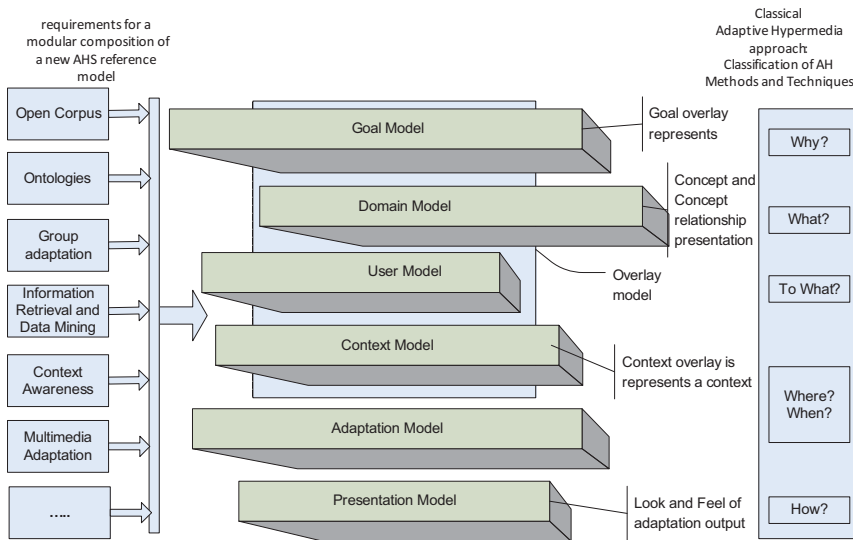 requirements for a
modular composition of
a new AHS reference
model
Open Corpus
Ontologies
Group
adaptation
Information
Retrieval and
Data Mining
Context
Awareness
Multimedia
Adaptation
.....
Goal Model
Domain Model
User Model
Context Model
Adaptation Model
Presentation Model
Goal overlay
represents
Concept and
Concept
relationship
presentation
Overlay
model
Context overlay is
represents a context
Look and Feel of
adaptation output
Classical
Adaptive Hypermedia
approach:
Classification of AH
Methods and Techniques
Why?
What?
To What?
Where?
When?
How?